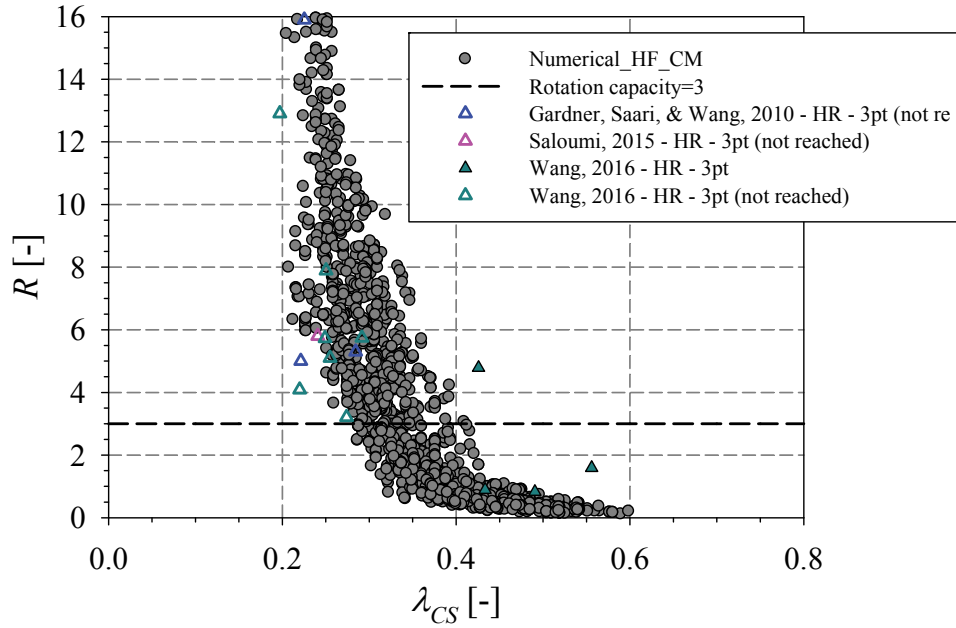 16
14
12
10
8
6
4
2
0
R [-]
Numerical_HF_CM
Rotation capacity=3
Gardner, Saari, & Wang, 2010 - HR - 3pt (not re
Saloumi, 2015 - HR - 3pt (not reached)
Wang, 2016 - HR - 3pt
Wang, 2016 - HR - 3pt (not reached)
0.0 0.2 0.4 0.6 0.8
λCS [-]